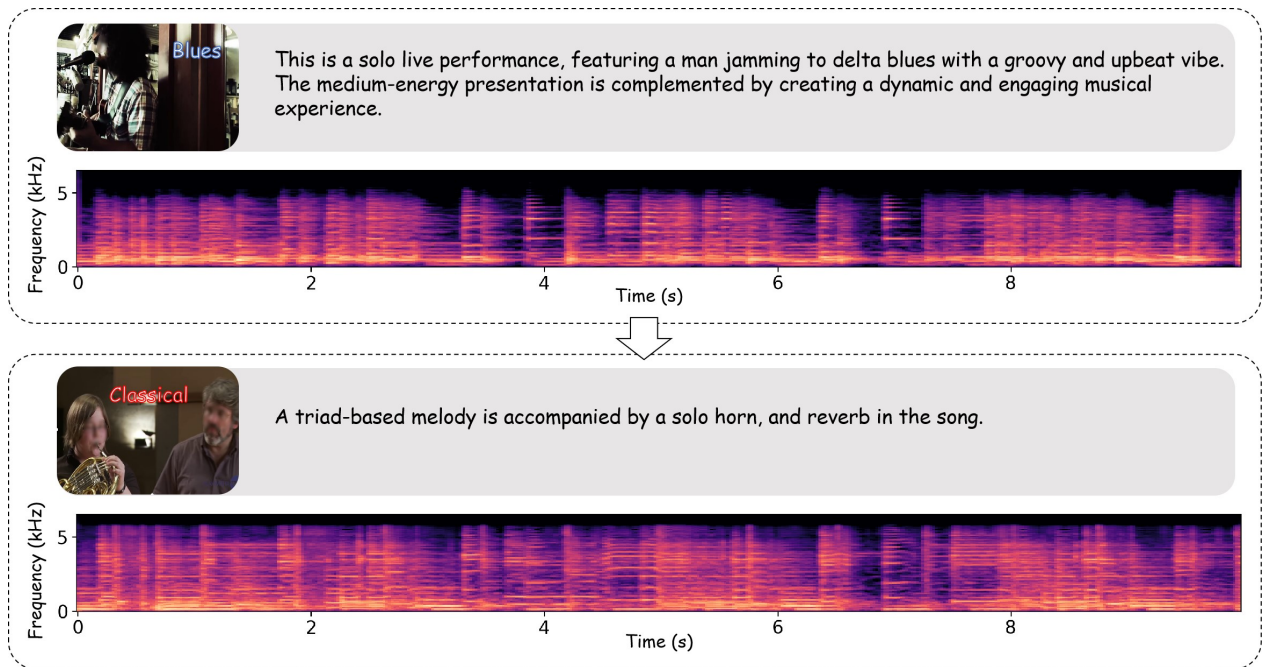 Blues
This is a solo live performance, featuring a man jamming to delta blues with a groovy and upbeat vibe.
The medium-energy presentation is complemented by creating a dynamic and engaging musical
experience.
Frequency (kHz)
5
0
0 2 4 6 8
Time (s)
Classical
A triad-based melody is accompanied by a solo horn, and reverb in the song.
Frequency (kHz)
5
0
0 2 4 6 8
Time (s)